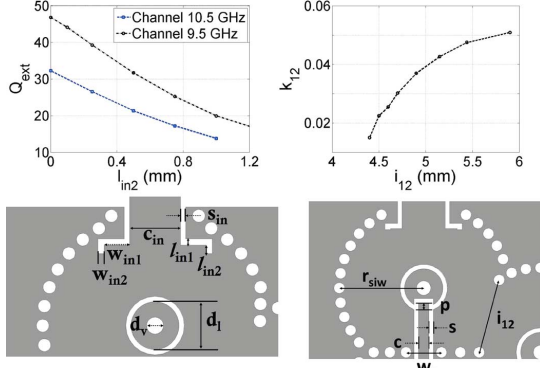 50
40
30
20
10
Q_ext
0 0.4 0.8 1.2
l_in2 (mm)
Channel 10.5 GHz
Channel 9.5 GHz
0.06
0.04
0.02
k_12
4 4.5 5 5.5 6
i_12 (mm)
s_in
c_in
w_in1
l_in1
w_in2
l_in2
d_v
d_l
r_siw
p
i_12
s
c
w